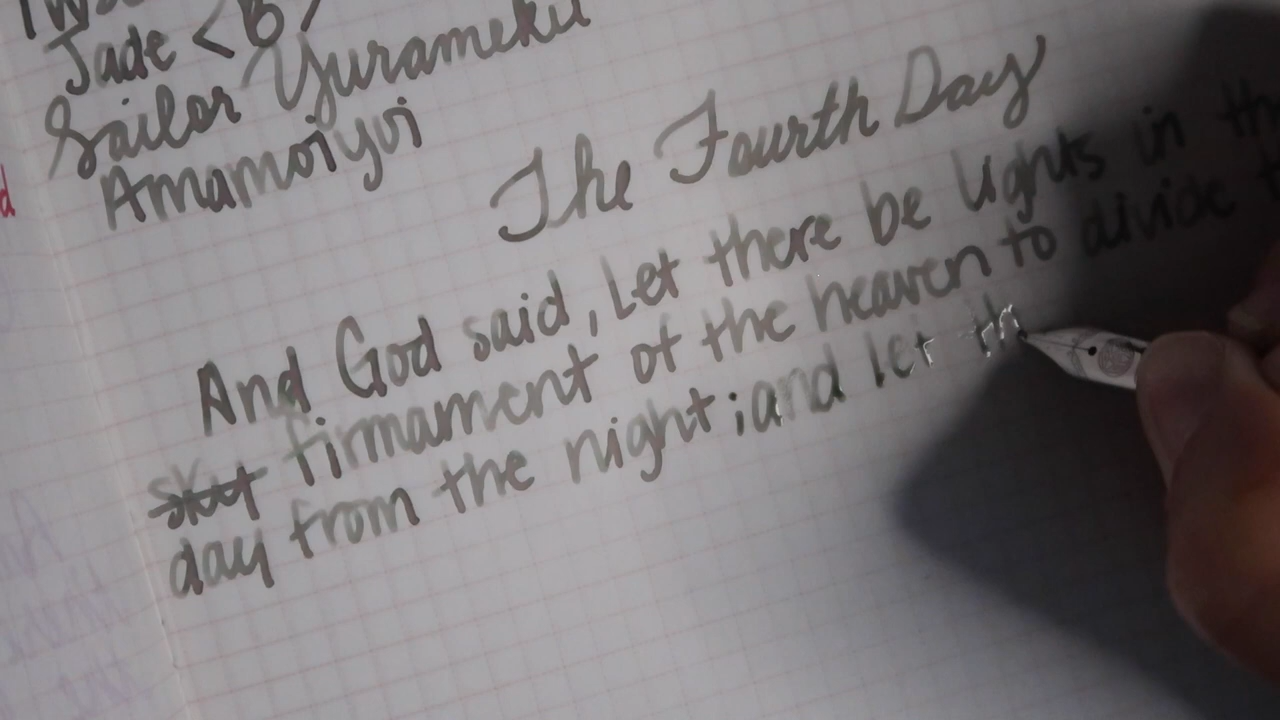 Jade <B>
Sailor Yurameku
Amamoiyui
The Fourth Day
And God said, Let there be lights in the
firmament of the heaven to divide
day from the night; and let th